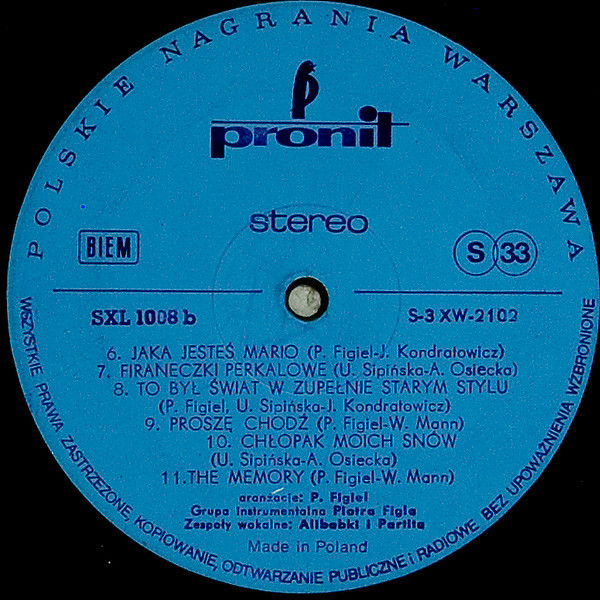 POLSKIE NAGRANIA WARSZAWA
pronit
stereo
BIEM
S 33
SXL 1008 b
S-3 XW-2102
6. JAKA JESTEŚ MARIO (P. Figiel-J. Kondratowicz)
7. FIRANECZKI PERKALOWE (U. Sipińska-A. Osiecka)
8. TO BYŁ ŚWIAT W ZUPEŁNIE STARYM STYLU
(P. Figiel, U. Sipińska-J. Kondratowicz)
9. PROSZĘ CHODŹ (P. Figiel-W. Mann)
10. CHŁOPAK MOICH SNÓW
(U. Sipińska-A. Osiecka)
11. THE MEMORY (P. Figiel-W. Mann)
aranżacje: P. Figiel
Grupa instrumentalna Piotra Figla
Zespoły wokalne: Alibabki i Partita
Made in Poland
WSZYSTKIE PRAWA ZASTRZEŻONE, KOPIOWANIE, ODTWARZANIE PUBLICZNE i RADIOWE BEZ UPOWAŻNIENIA WZBRONIONE